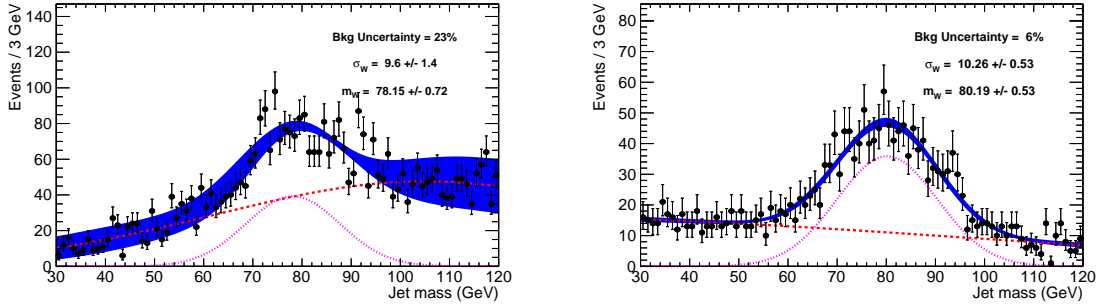 Events / 3 GeV
140
120
100
80
60
40
20
0
Bkg Uncertainty = 23%
σW = 9.6 +/- 1.4
mW = 78.15 +/- 0.72
30 40 50 60 70 80 90 100 110 120
Jet mass (GeV)
Events / 3 GeV
80
70
60
50
40
30
20
10
0
Bkg Uncertainty = 6%
σW = 10.26 +/- 0.53
mW = 80.19 +/- 0.53
30 40 50 60 70 80 90 100 110 120
Jet mass (GeV)